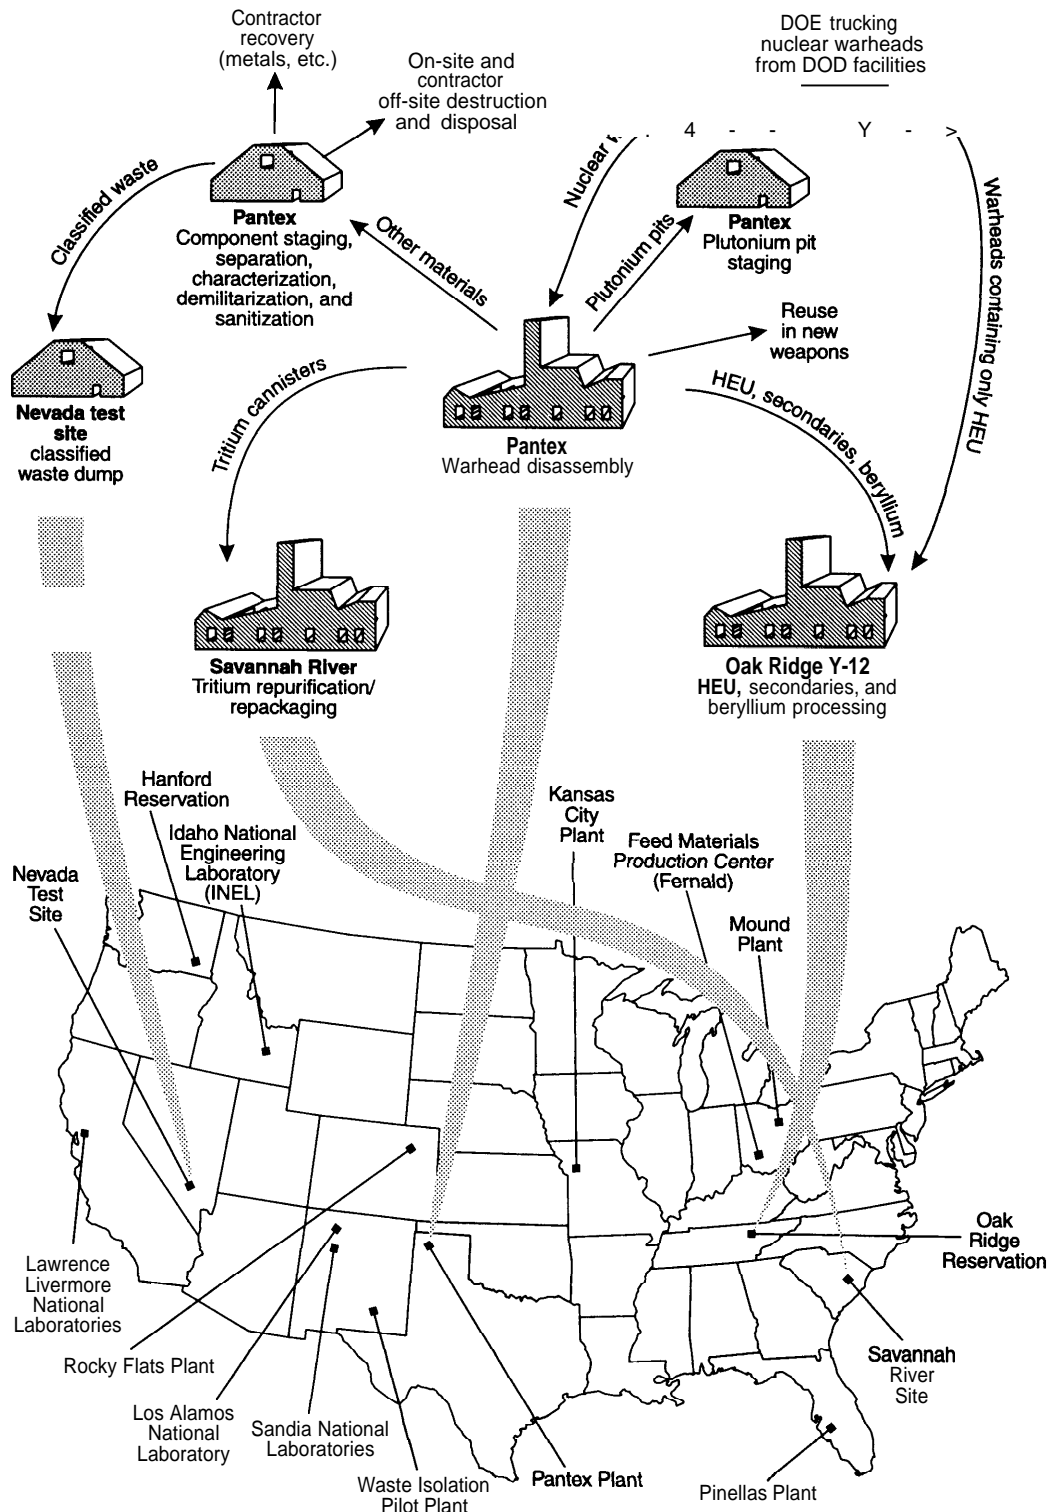 Contractor
recovery
(metals, etc.)
On-site and
contractor
off-site destruction
and disposal
DOE trucking
nuclear warheads
from DOD facilities
4 - - Y - >
Classified waste
Pantex
Component staging,
separation,
characterization,
demilitarization, and
sanitization
Other materials
Nuclear
Plutonium pits
Pantex
Plutonium pit
staging
Warheads containing only HEU
Reuse
in new
weapons
Nevada test
site
classified
waste dump
Tritium cannisters
Pantex
Warhead disassembly
HEU, secondaries, beryllium
Savannah River
Tritium repurification/
repackaging
Oak Ridge Y-12
HEU, secondaries, and
beryllium processing
Hanford
Reservation
Idaho National
Engineering
Laboratory
(INEL)
Nevada
Test
Site
Kansas
City
Plant
Feed Materials
Production Center
(Fernald)
Mound
Plant
Lawrence
Livermore
National
Laboratories
Rocky Flats Plant
Los Alamos
National
Laboratory
Sandia National
Laboratories
Waste Isolation
Pilot Plant
Pantex Plant
Pinellas Plant
Savannah
River
Site
Oak
Ridge
Reservation